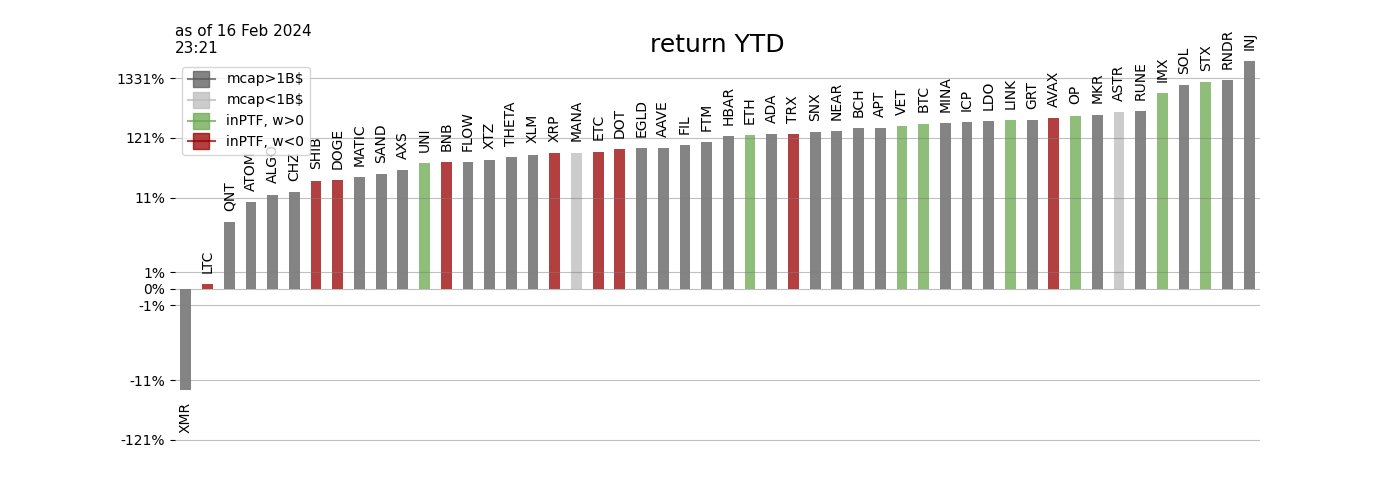 as of 16 Feb 2024
23:21
return YTD
mcap>1B$
mcap<1B$
inPTF, w>0
inPTF, w<0
1331%
121%
11%
1%
0%
-1%
-11%
-121%
XMR
LTC
QNT
ATOM
ALGO
CHZ
SHIB
DOGE
MATIC
SAND
AXS
UNI
BNB
FLOW
XTZ
THETA
XLM
XRP
MANA
ETC
DOT
EGLD
AAVE
FIL
FTM
HBAR
ETH
ADA
TRX
SNX
NEAR
BCH
APT
VET
BTC
MINA
ICP
LDO
LINK
GRT
AVAX
OP
MKR
ASTR
RUNE
IMX
SOL
STX
RNDR
INJ